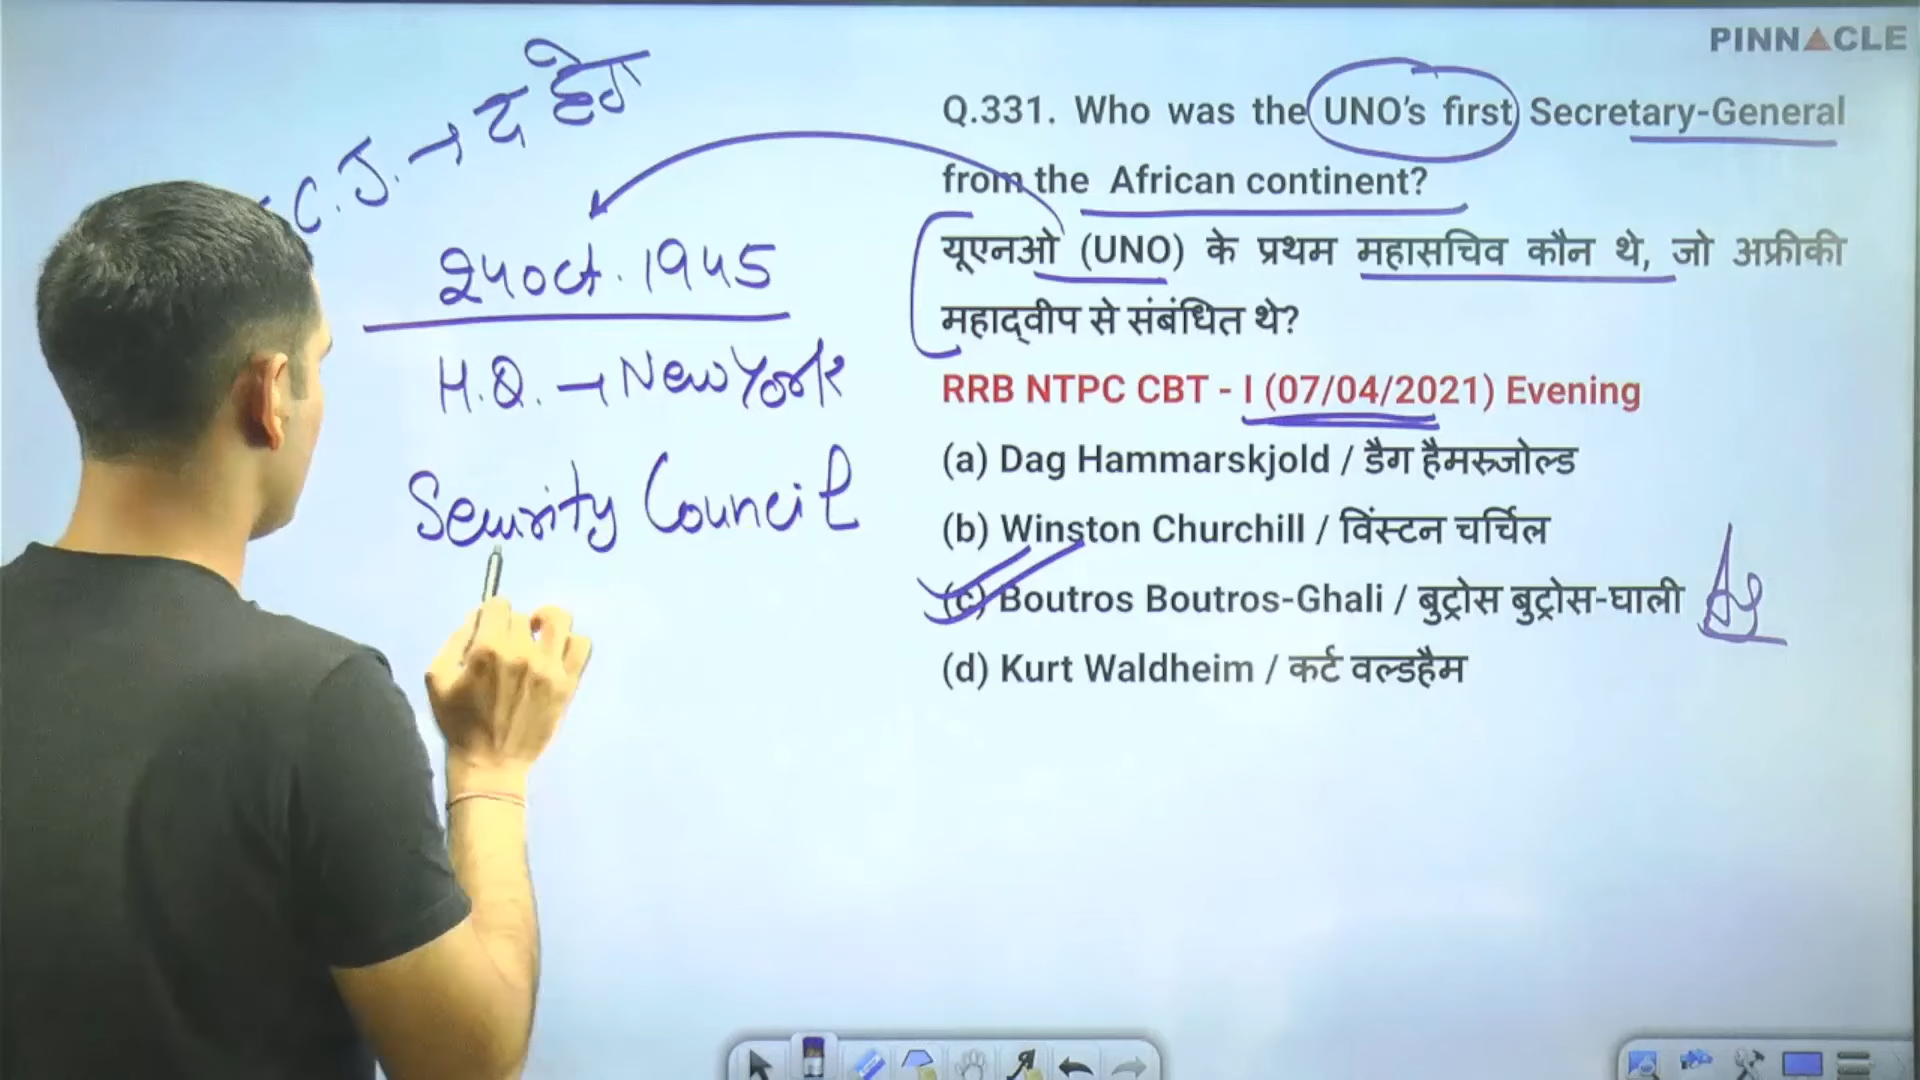 PINNACLE
C.J. → द हेग
24 Oct. 1945
H.Q. → New York
Security Council
Q.331. Who was the UNO's first Secretary-General
from the African continent?
यूएनओ (UNO) के प्रथम महासचिव कौन थे, जो अफ्रीकी
महाद्वीप से संबंधित थे?
RRB NTPC CBT - I (07/04/2021) Evening
(a) Dag Hammarskjold / डैग हैमरुजोल्ड
(b) Winston Churchill / विंस्टन चर्चिल
(c) Boutros Boutros-Ghali / बुट्रोस बुट्रोस-घाली
(d) Kurt Waldheim / कर्ट वल्डहैम